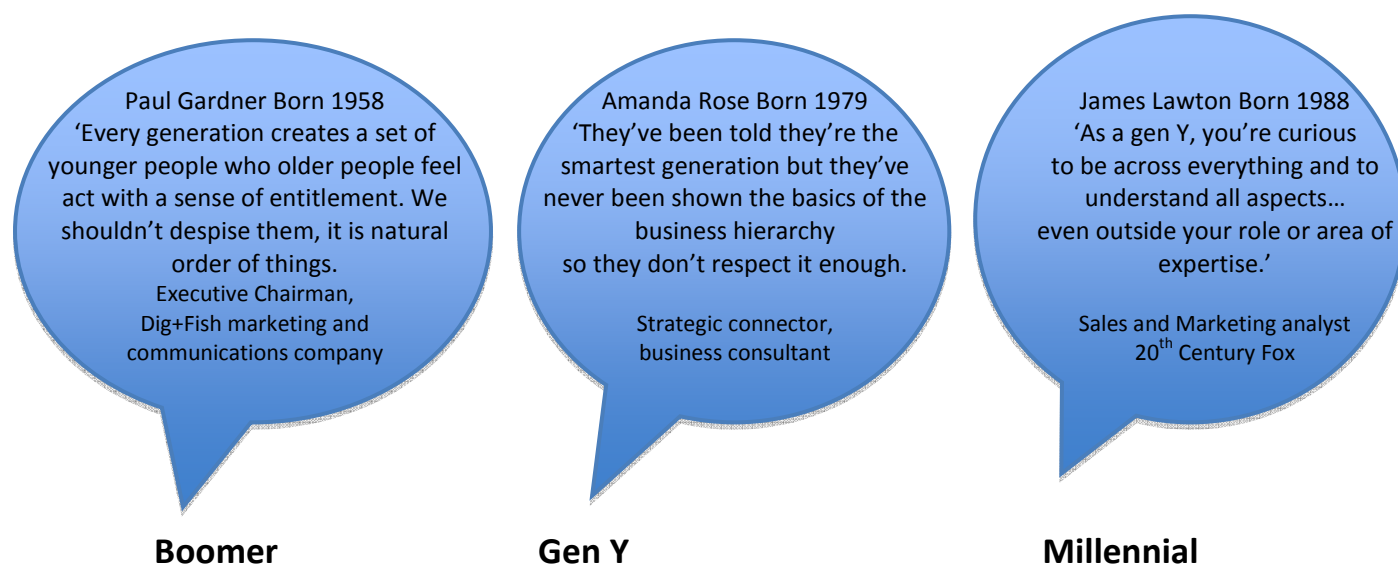 Paul Gardner Born 1958
‘Every generation creates a set of
younger people who older people feel
act with a sense of entitlement. We
shouldn’t despise them, it is natural
order of things.
Executive Chairman,
Dig+Fish marketing and
communications company
Amanda Rose Born 1979
‘They’ve been told they’re the
smartest generation but they’ve
never been shown the basics of the
business hierarchy
so they don’t respect it enough.
Strategic connector,
business consultant
James Lawton Born 1988
‘As a gen Y, you’re curious
to be across everything and to
understand all aspects…
even outside your role or area of
expertise.’
Sales and Marketing analyst
20th Century Fox
Boomer
Gen Y
Millennial